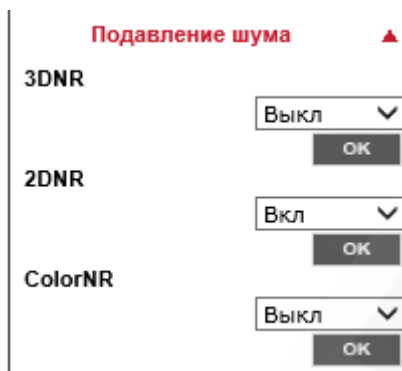 Подавление шума
3DNR
Выкл
OK
2DNR
Вкл
OK
ColorNR
Выкл
OK